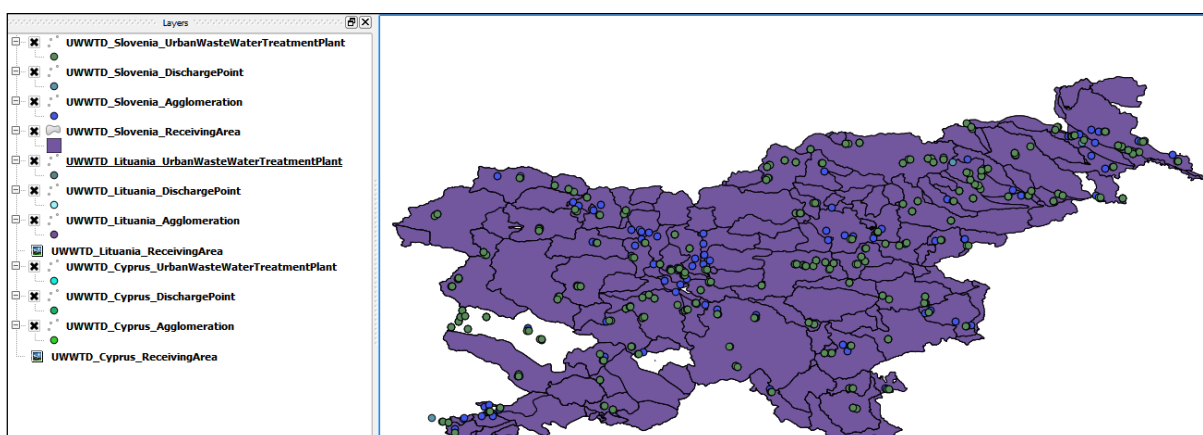 Layers
UWWTD_Slovenia_UrbanWasteWaterTreatmentPlant
UWWTD_Slovenia_DischargePoint
UWWTD_Slovenia_Agglomeration
UWWTD_Slovenia_ReceivingArea
UWWTD_Lituania_UrbanWasteWaterTreatmentPlant
UWWTD_Lituania_DischargePoint
UWWTD_Lituania_Agglomeration
UWWTD_Lituania_ReceivingArea
UWWTD_Cyprus_UrbanWasteWaterTreatmentPlant
UWWTD_Cyprus_DischargePoint
UWWTD_Cyprus_Agglomeration
UWWTD_Cyprus_ReceivingArea